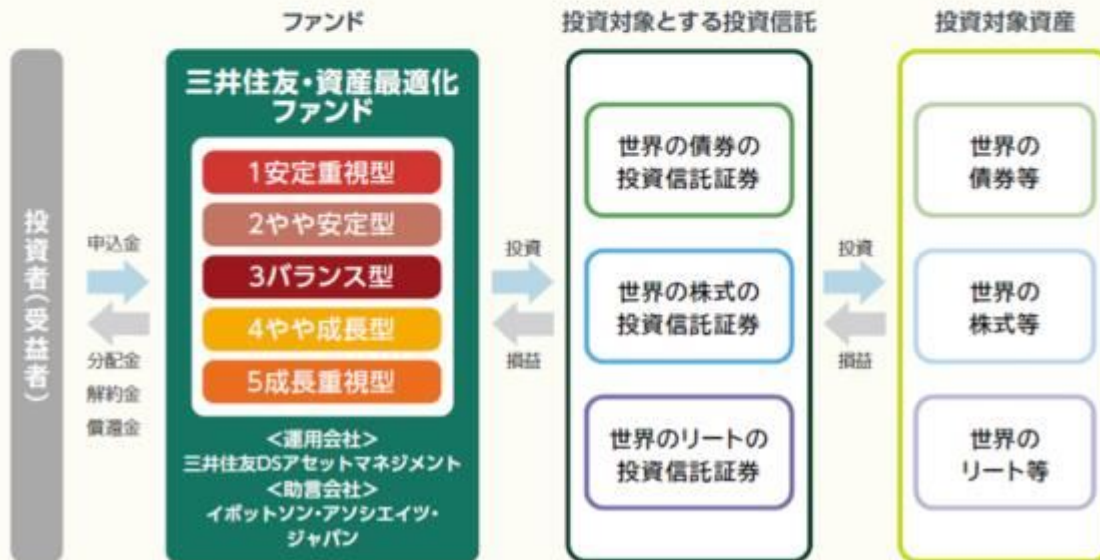 ファンド
投資対象とする投資信託
投資対象資産
投資者(受益者)
申込金
分配金
解約金
償還金
三井住友・資産最適化
ファンド
1安定重視型
2やや安定型
3バランス型
4やや成長型
5成長重視型
<運用会社>
三井住友DSアセットマネジメント
<助言会社>
イボットソン・アソシエイツ・
ジャパン
投資
損益
世界の債券の
投資信託証券
世界の株式の
投資信託証券
世界のリートの
投資信託証券
投資
損益
世界の
債券等
世界の
株式等
世界の
リート等